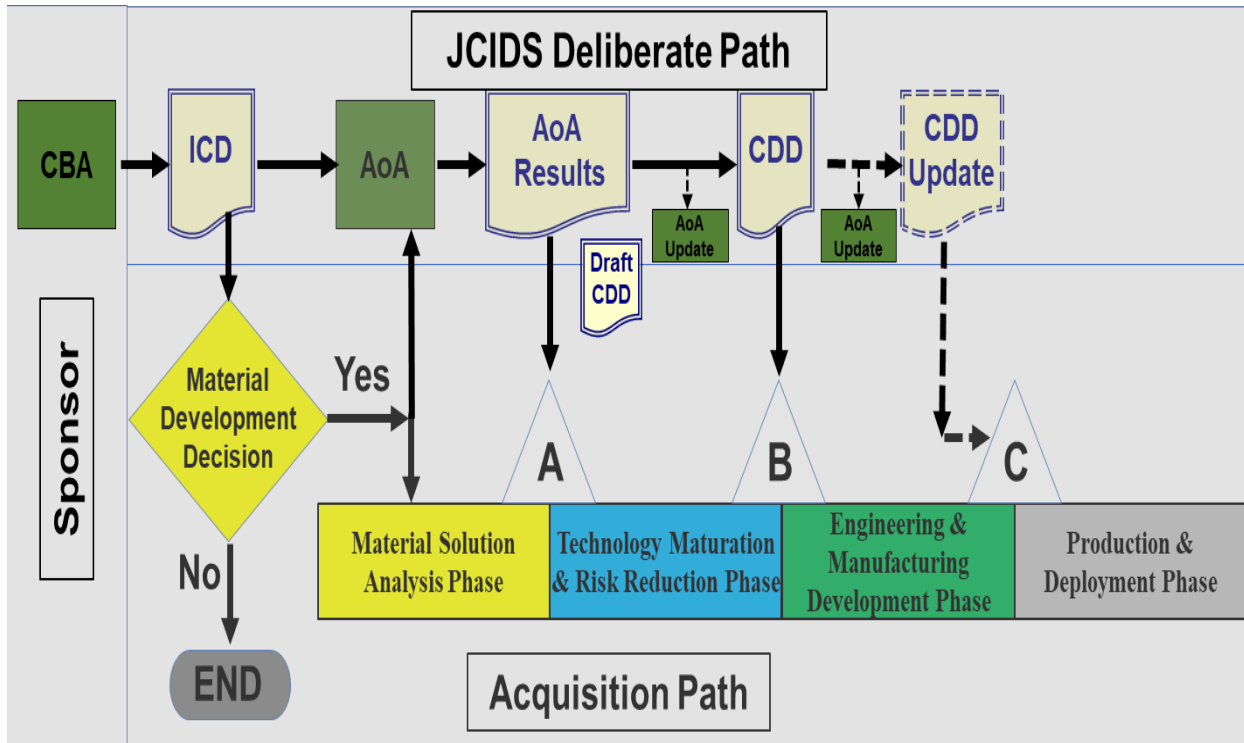 JCIDS Deliberate Path
CBA
ICD
AoA
AoA
Results
CDD
CDD
Update
AoA
Update
AoA
Update
Draft
CDD
Sponsor
Material
Development
Decision
Yes
No
END
A
B
C
Material Solution
Analysis Phase
Technology Maturation
& Risk Reduction Phase
Engineering &
Manufacturing
Development Phase
Production &
Deployment Phase
Acquisition Path